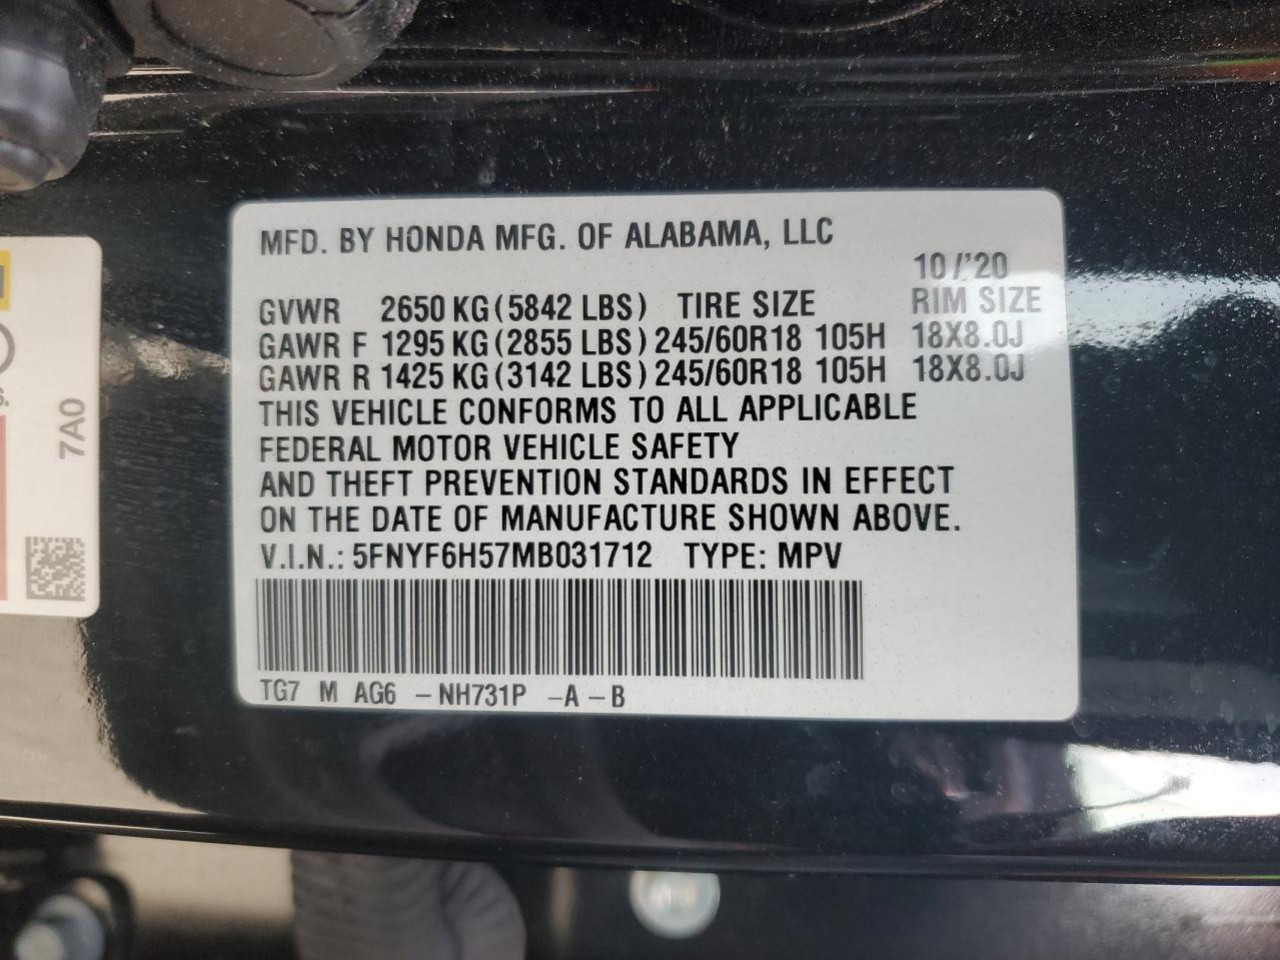 MFD. BY HONDA MFG. OF ALABAMA, LLC
10/'20
GVWR 2650 KG (5842 LBS) TIRE SIZE RIM SIZE
GAWR F 1295 KG (2855 LBS) 245/60R18 105H 18X8.0J
GAWR R 1425 KG (3142 LBS) 245/60R18 105H 18X8.0J
THIS VEHICLE CONFORMS TO ALL APPLICABLE
FEDERAL MOTOR VEHICLE SAFETY
AND THEFT PREVENTION STANDARDS IN EFFECT
ON THE DATE OF MANUFACTURE SHOWN ABOVE.
V.I.N.: 5FNYF6H57MB031712 TYPE: MPV
TG7 M AG6 -NH731P -A-B
7A0